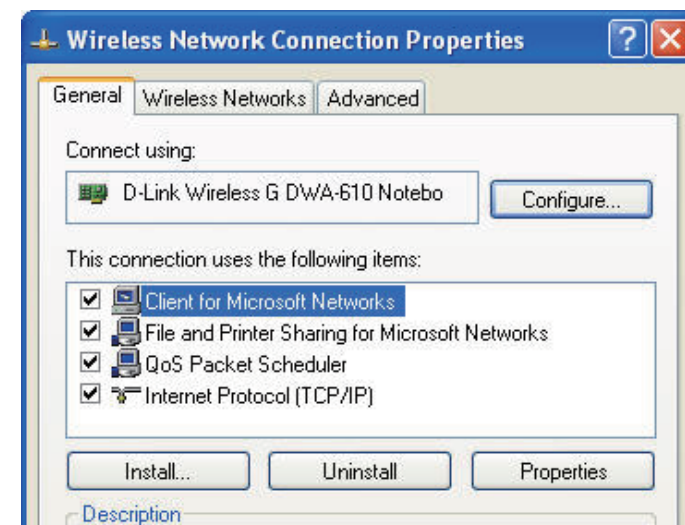 Wireless Network Connection Properties ?
General Wireless Networks Advanced
Connect using:
D-Link Wireless G DWA-610 Notebo Configure...
This connection uses the following items:
Client for Microsoft Networks
File and Printer Sharing for Microsoft Networks
QoS Packet Scheduler
Internet Protocol (TCP/IP)
Install... Uninstall Properties
Description